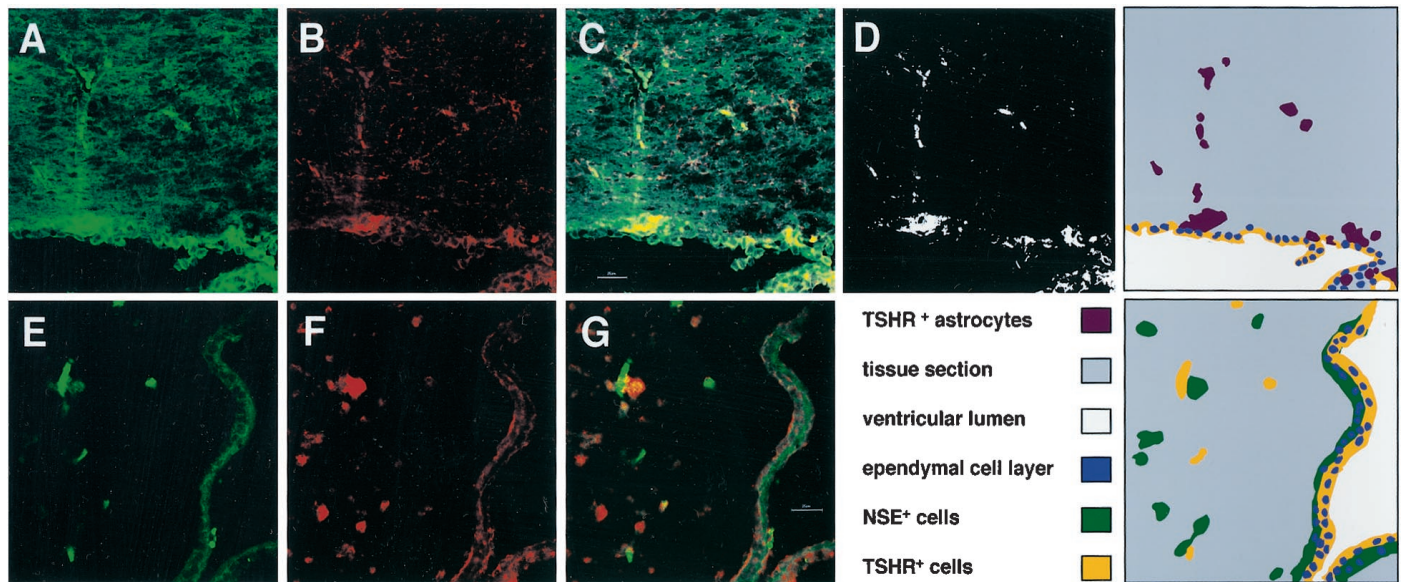 A
B
C
D
E
F
G
TSHR + astrocytes
tissue section
ventricular lumen
ependymal cell layer
NSE+ cells
TSHR+ cells